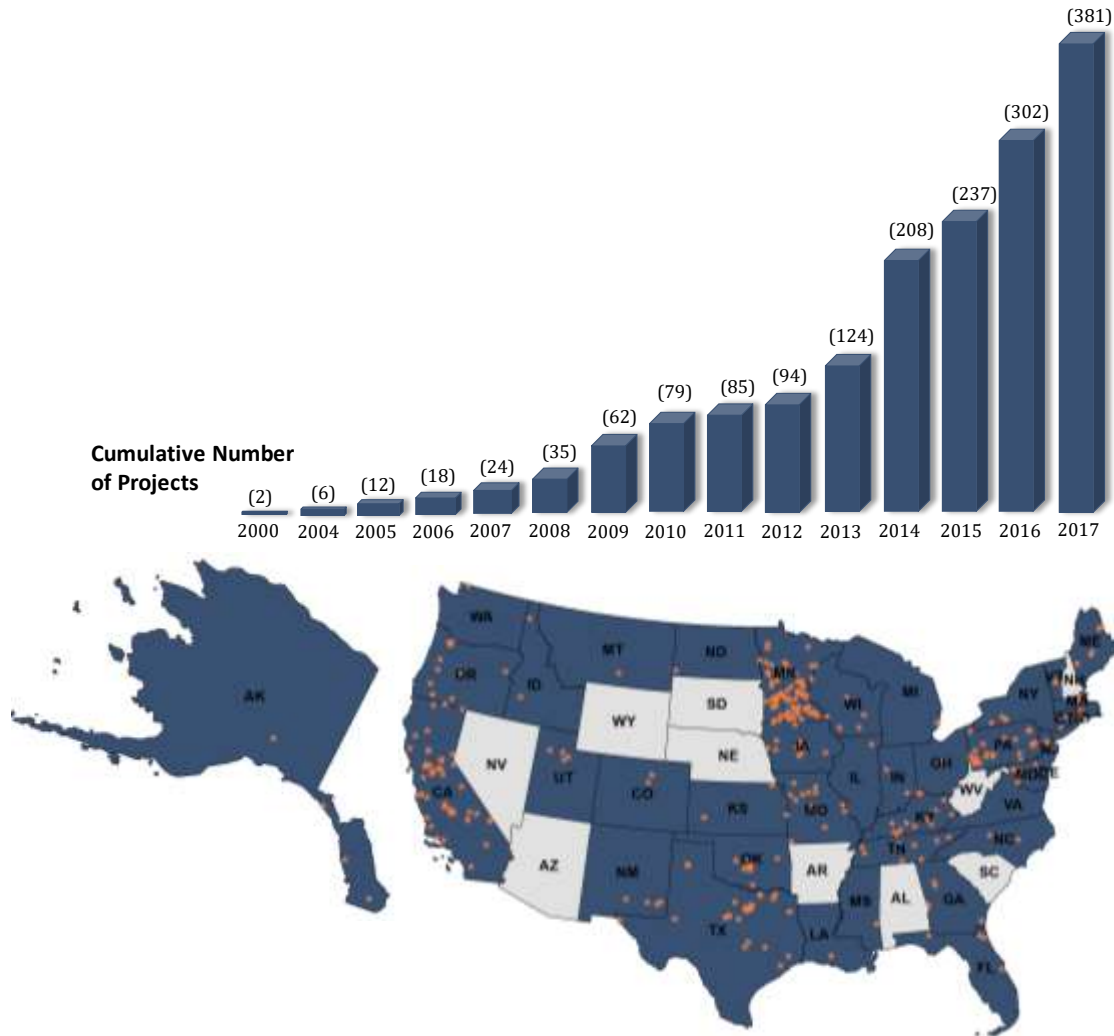 (381)
(302)
(237)
(208)
(124)
(94)
(85)
(79)
(62)
(35)
(24)
(18)
(12)
(6)
(2)
Cumulative Number
of Projects
2000 2004 2005 2006 2007 2008 2009 2010 2011 2012 2013 2014 2015 2016 2017
WA
MT
ND
MN
ME
OR
ID
WI
MI
NY
MA
AK
WY
SD
IA
PA
NV
NE
IL
IN
OH
UT
CO
WV
CA
KS
MO
KY
VA
NC
TN
AZ
NM
OK
AR
SC
MS
AL
GA
TX
LA
FL